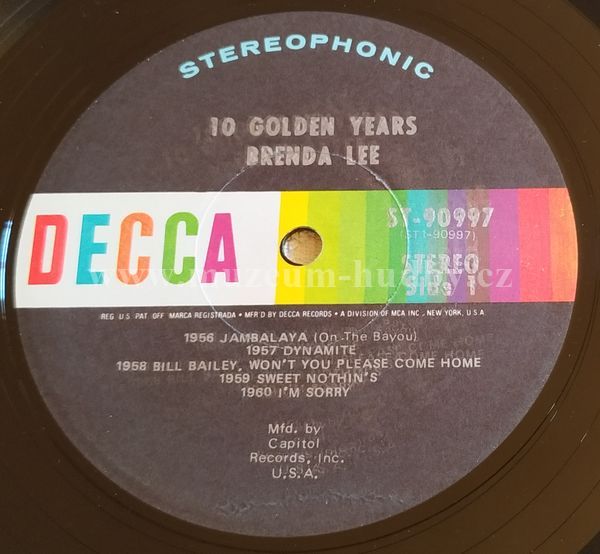 STEREOPHONIC
10 GOLDEN YEARS
BRENDA LEE
DECCA
ST-90997
(ST1-90997)
STEREO
SIDE 1
www.muzeum-hudby.cz
REG U.S. PAT OFF MARCA REGISTRADA • MFR'D BY DECCA RECORDS • A DIVISION OF MCA INC., NEW YORK, U.S.A.
1956 JAMBALAYA (On The Bayou)
1957 DYNAMITE
1958 BILL BAILEY, WON'T YOU PLEASE COME HOME
1959 SWEET NOTHIN'S
1960 I'M SORRY
Mfd. by
Capitol
Records, Inc.
U.S.A.